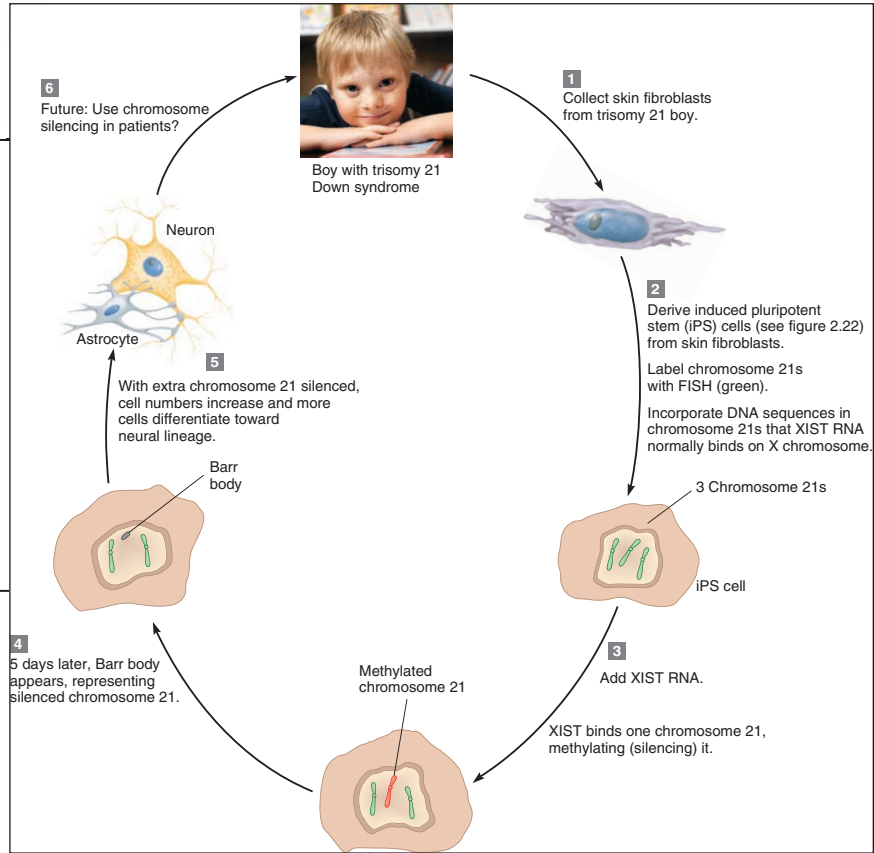 Boy with trisomy 21
Down syndrome
1
Collect skin fibroblasts
from trisomy 21 boy.
2
Derive induced pluripotent
stem (iPS) cells (see figure 2.22)
from skin fibroblasts.
Label chromosome 21s
with FISH (green).
Incorporate DNA sequences in
chromosome 21s that XIST RNA
normally binds on X chromosome.
3 Chromosome 21s
iPS cell
3
Add XIST RNA.
XIST binds one chromosome 21,
methylating (silencing) it.
Methylated
chromosome 21
4
5 days later, Barr body
appears, representing
silenced chromosome 21.
Barr
body
5
With extra chromosome 21 silenced,
cell numbers increase and more
cells differentiate toward
neural lineage.
Neuron
Astrocyte
6
Future: Use chromosome
silencing in patients?